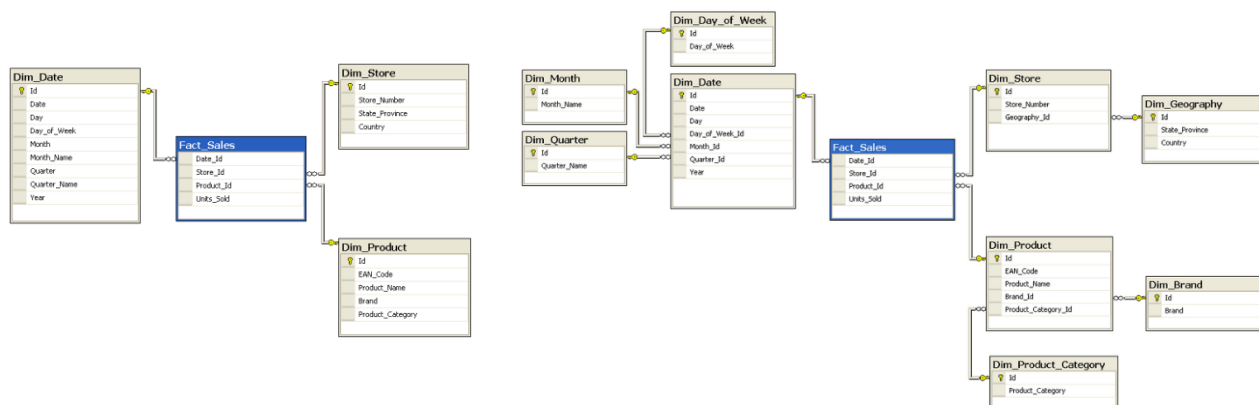 Dim_Date
Id
Date
Day
Day_of_Week
Month
Month_Name
Quarter
Quarter_Name
Year
Fact_Sales
Date_Id
Store_Id
Product_Id
Units_Sold
Dim_Store
Id
Store_Number
State_Province
Country
Dim_Product
Id
EAN_Code
Product_Name
Brand
Product_Category
Dim_Day_of_Week
Id
Day_of_Week
Dim_Month
Id
Month_Name
Dim_Quarter
Id
Quarter_Name
Dim_Date
Id
Date
Day
Day_of_Week_Id
Month_Id
Quarter_Id
Year
Fact_Sales
Date_Id
Store_Id
Product_Id
Units_Sold
Dim_Store
Id
Store_Number
Geography_Id
Dim_Geography
Id
State_Province
Country
Dim_Product
Id
EAN_Code
Product_Name
Brand_Id
Product_Category_Id
Dim_Brand
Id
Brand
Dim_Product_Category
Id
Product_Category